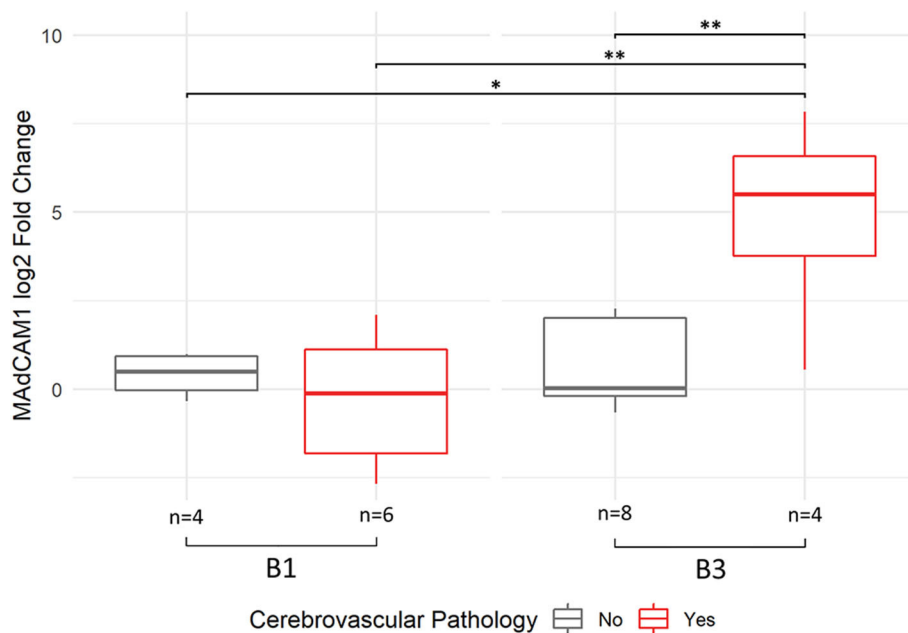 10
**
**
*
5
0
MAdCAM1 log2 Fold Change
n=4
n=6
n=8
n=4
B1
B3
Cerebrovascular Pathology No Yes